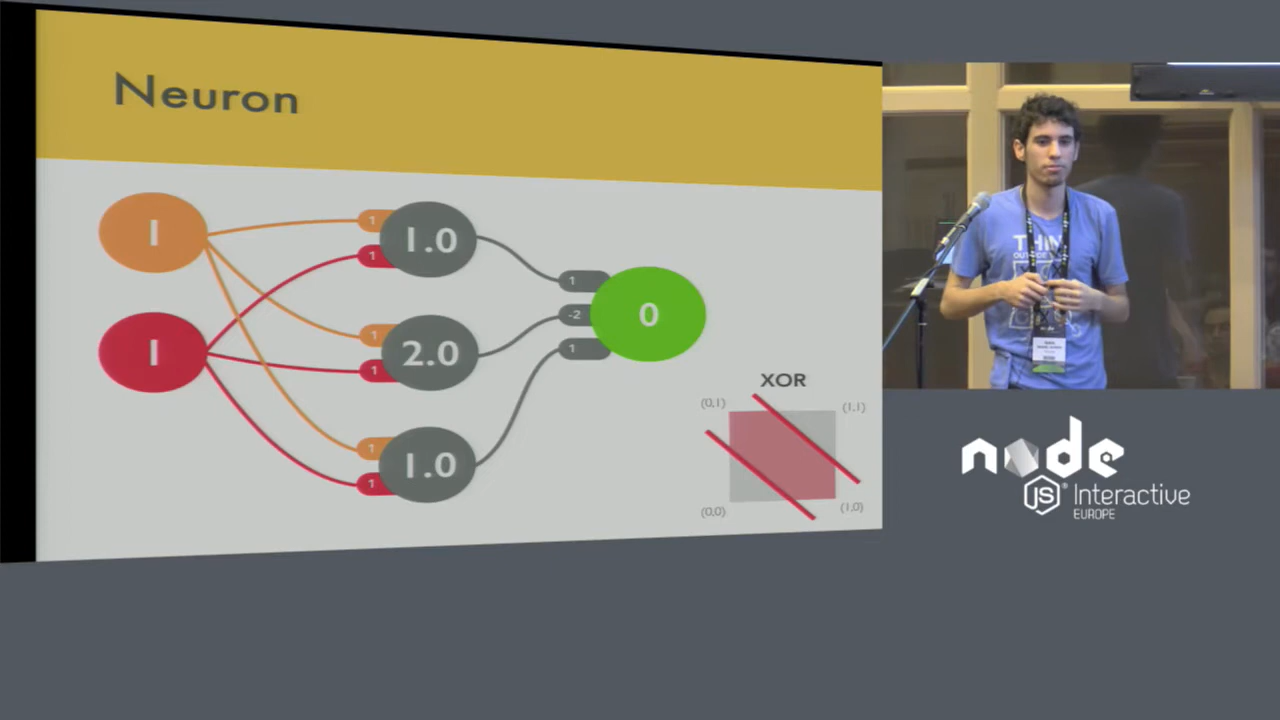 Neuron
1
1
1
1
1
1
1
1
1.0
2.0
1.0
1
-2
1
0
XOR
(0,1)
(1,1)
(0,0)
(1,0)
THIN
node
JS
Interactive
EUROPE